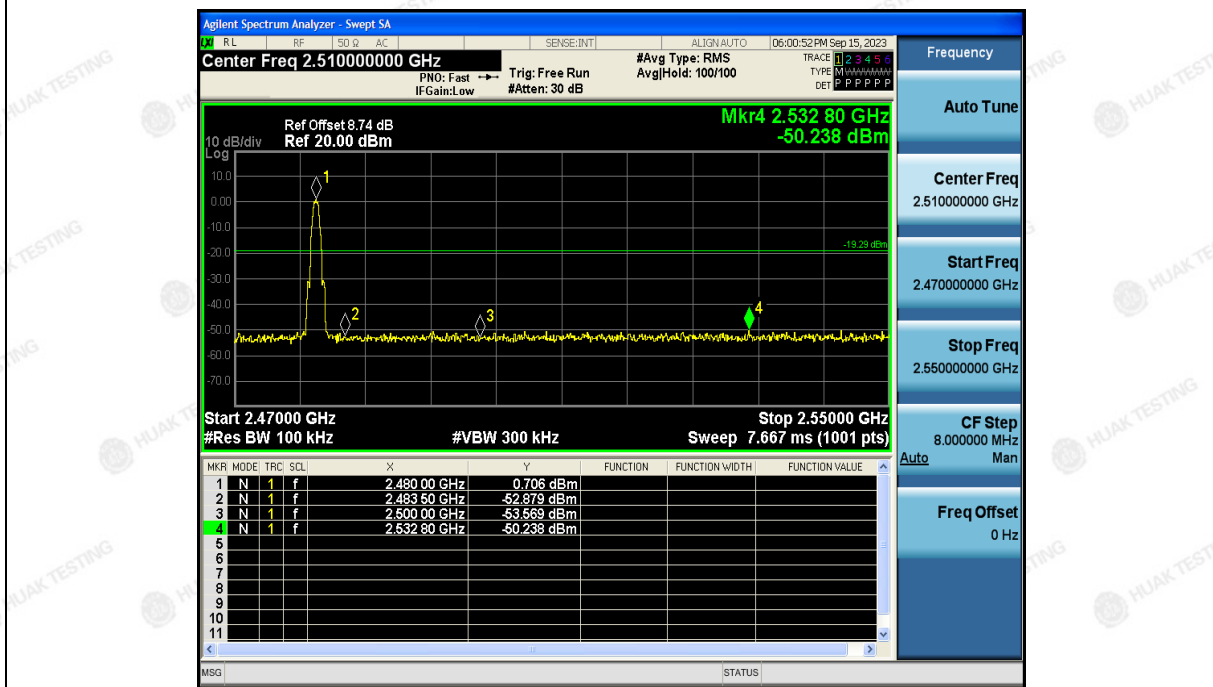 Agilent Spectrum Analyzer - Swept SA
LXI RL RF 50 Ω AC SENSE:INT ALIGN AUTO 06:00:52 PM Sep 15, 2023
Center Freq 2.510000000 GHz
PNO: Fast
IFGain:Low
Trig: Free Run
#Atten: 30 dB
#Avg Type: RMS
Avg|Hold: 100/100
TRACE 1 2 3 4 5 6
TYPE M WWWWW
DET P P P P P P
Mkr4 2.532 80 GHz
-50.238 dBm
Ref Offset 8.74 dB
10 dB/div Ref 20.00 dBm
Log
10.0
0.00
-10.0
-20.0
-30.0
-40.0
-50.0
-60.0
-70.0
1
2
3
4
-19.29 dBm
Start 2.47000 GHz Stop 2.55000 GHz
#Res BW 100 kHz #VBW 300 kHz Sweep 7.667 ms (1001 pts)
MKR MODE TRC SCL X Y FUNCTION FUNCTION WIDTH FUNCTION VALUE
1 N 1 f 2.480 00 GHz 0.706 dBm
2 N 1 f 2.483 50 GHz -52.879 dBm
3 N 1 f 2.500 00 GHz -53.569 dBm
4 N 1 f 2.532 80 GHz -50.238 dBm
5
6
7
8
9
10
11
MSG STATUS
Frequency
Auto Tune
Center Freq
2.510000000 GHz
Start Freq
2.470000000 GHz
Stop Freq
2.550000000 GHz
CF Step
8.000000 MHz
Auto Man
Freq Offset
0 Hz
HUAK TESTING